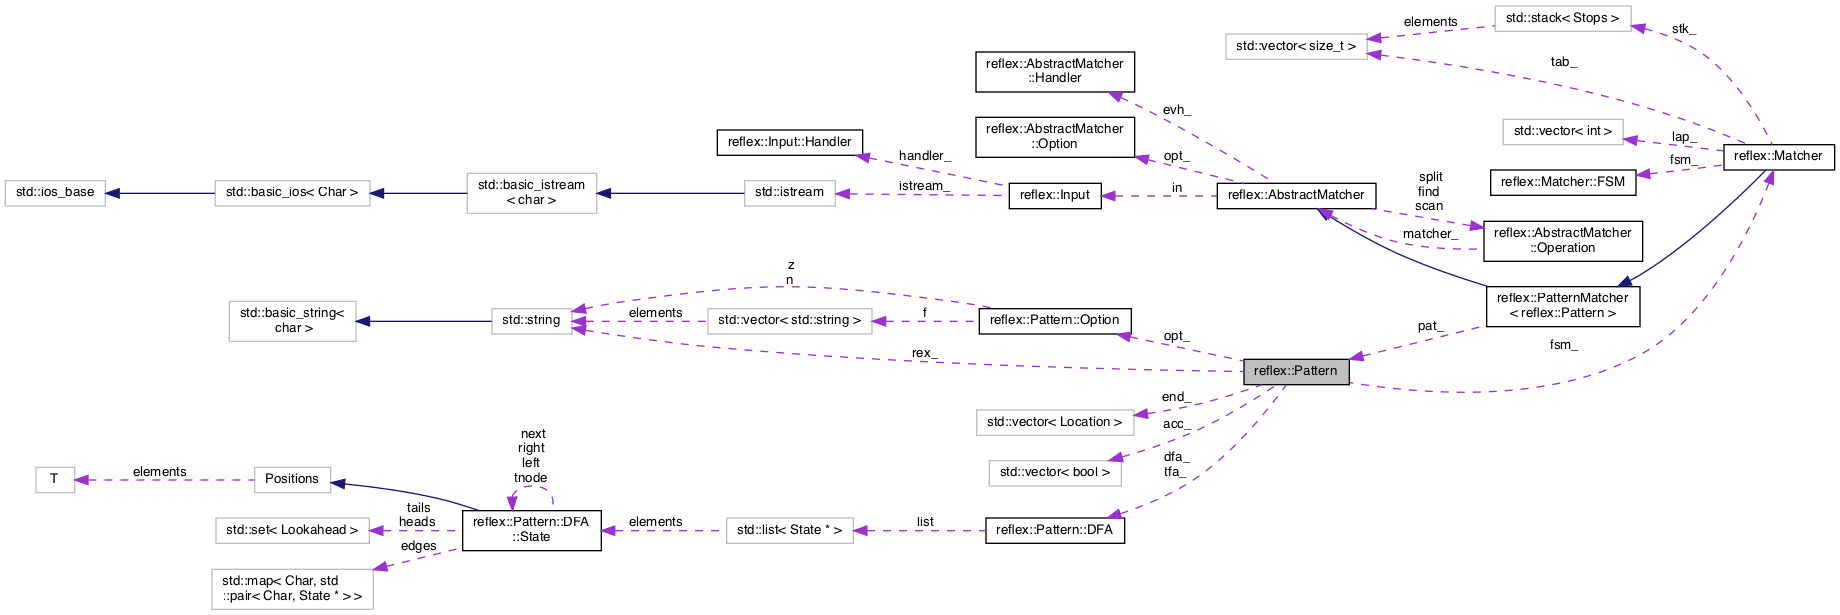 std::stack< Stops >
elements
stk_
std::vector< size_t >
tab_
reflex::AbstractMatcher
::Handler
evh_
reflex::AbstractMatcher
::Option
opt_
std::vector< int >
lap_
reflex::Matcher
fsm_
reflex::Matcher::FSM
reflex::Input::Handler
handler_
std::ios_base
std::basic_ios< Char >
std::basic_istream
< char >
std::istream
istream_
reflex::Input
in
reflex::AbstractMatcher
split
find
scan
matcher_
reflex::AbstractMatcher
::Operation
z
n
std::basic_string<
char >
std::string
elements
std::vector< std::string >
f
reflex::Pattern::Option
reflex::PatternMatcher
< reflex::Pattern >
opt_
pat_
fsm_
rex_
reflex::Pattern
end_
std::vector< Location >
acc_
std::vector< bool >
dfa_
tfa_
next
right
left
tnode
T
elements
Positions
tails
heads
std::set< Lookahead >
reflex::Pattern::DFA
::State
elements
std::list< State * >
list
reflex::Pattern::DFA
edges
std::map< Char, std
::pair< Char, State * > >